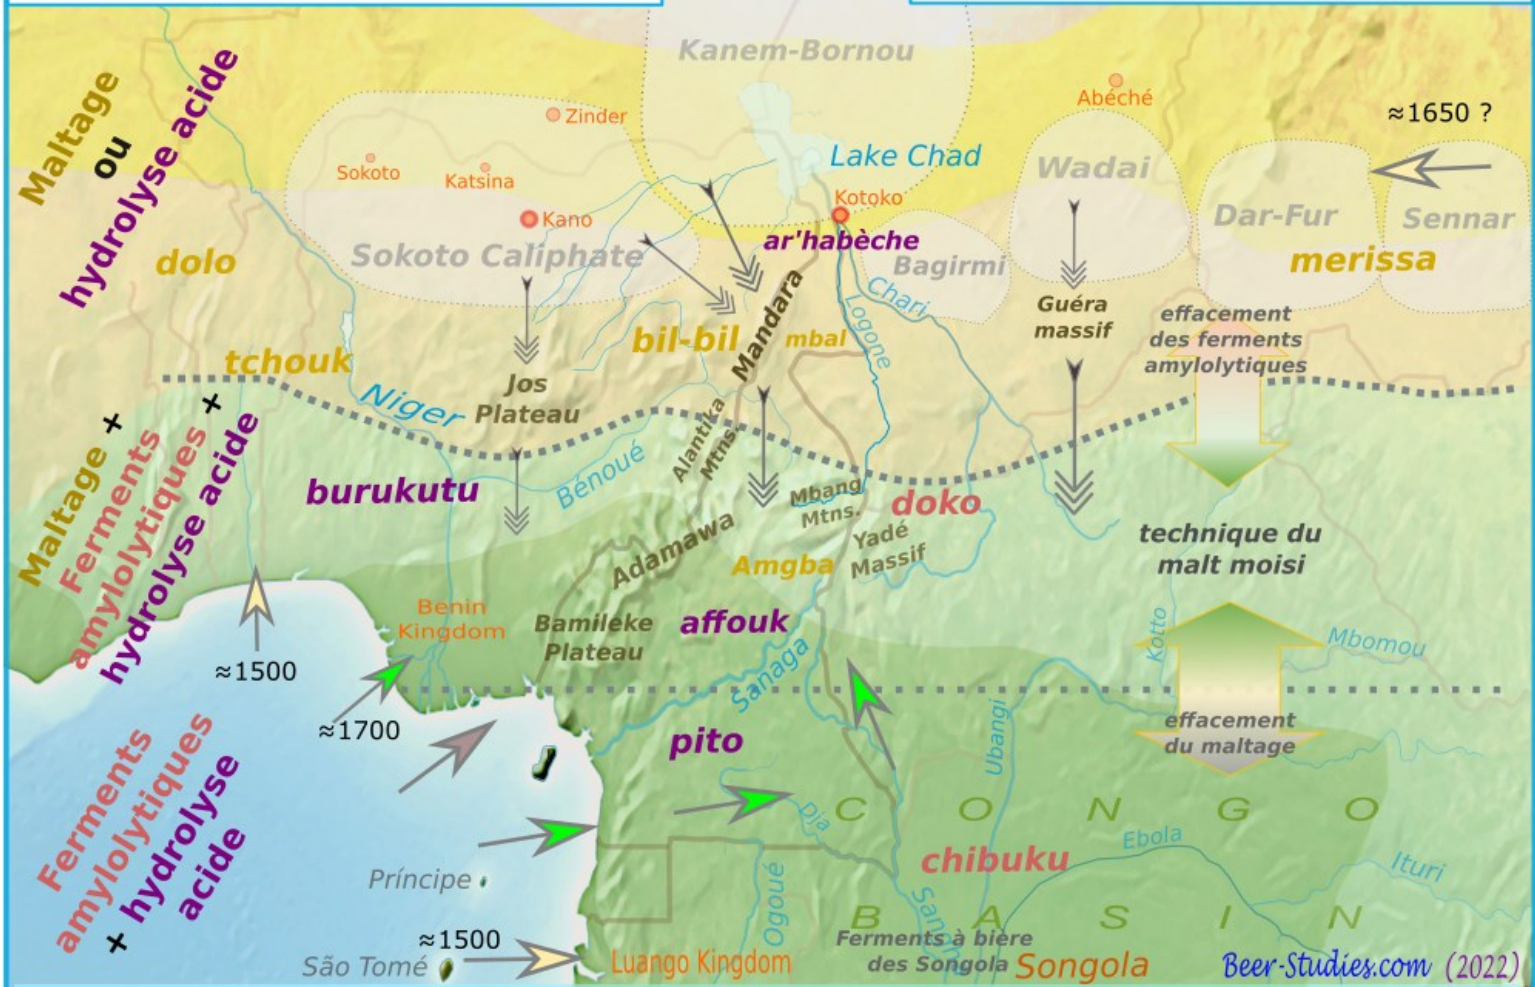 Kanem-Bornou
Abéché
≈1650 ?
Zinder
Maltage
ou
hydrolyse acide
Lake Chad
Wadai
Sokoto
Katsina
Kotoko
Kano
Dar-Fur
Sennar
ar'habèche
Sokoto Caliphate
dolo
Bagirmi
merissa
Chari
Guéra
massif
Mandara
Logone
effacement
des ferments
amylolytiques
bil-bil
mbal
tchouk
Jos
Plateau
Niger
Alantika
Mtns.
Maltage +
Ferments
amylolytiques +
hydrolyse acide
burukutu
Bénoué
Mbang
Mtns.
doko
Yadé
Massif
technique du
malt moisi
Adamawa
Amgba
Benin
Kingdom
Bamileke
Plateau
affouk
Kotto
Mbomou
≈1500
Sanaga
≈1700
Ubangi
effacement
du maltage
pito
Ferments
amylolytiques
+ hydrolyse
acide
CONGO
Dja
Ebola
chibuku
Ituri
Príncipe
Ogoué
BASIN
≈1500
São Tomé
Luango Kingdom
Ferments à bière
des Songola
Songola
Beer-Studies.com (2022)